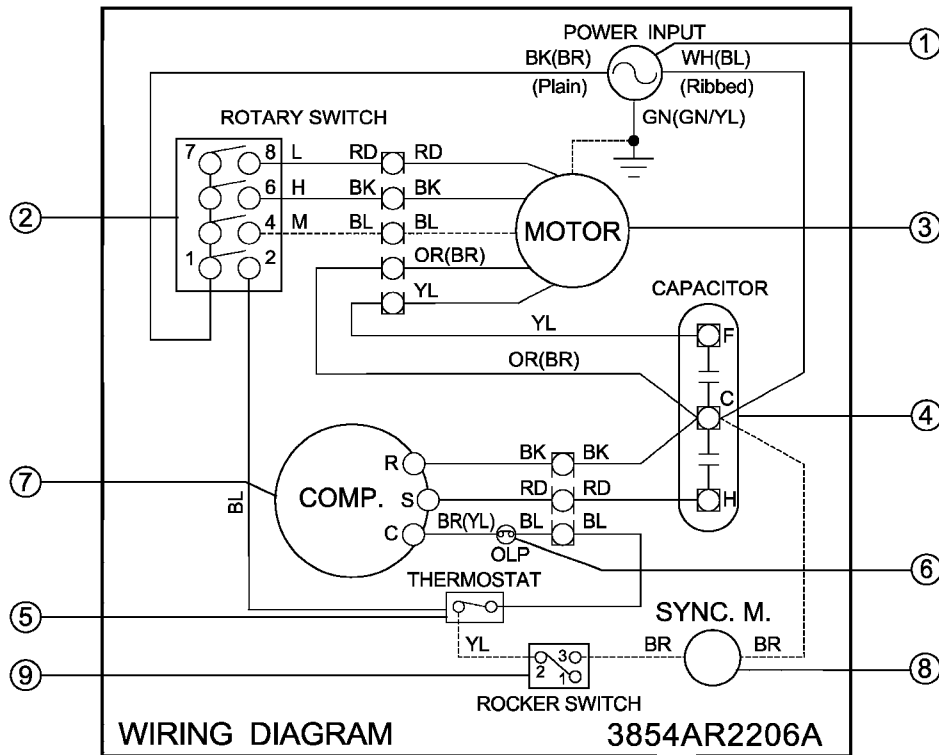 POWER INPUT
1
BK(BR)
WH(BL)
(Plain)
(Ribbed)
GN(GN/YL)
ROTARY SWITCH
7
8
L
RD
RD
6
H
BK
BK
2
4
M
BL
BL
MOTOR
3
1
2
OR(BR)
YL
CAPACITOR
YL
F
OR(BR)
C
4
R
BK
BK
7
COMP.
S
RD
RD
H
BL
C
BR(YL)
BL
BL
OLP
6
THERMOSTAT
5
SYNC. M.
YL
BR
BR
8
9
2
3
1
ROCKER SWITCH
WIRING DIAGRAM
3854AR2206A